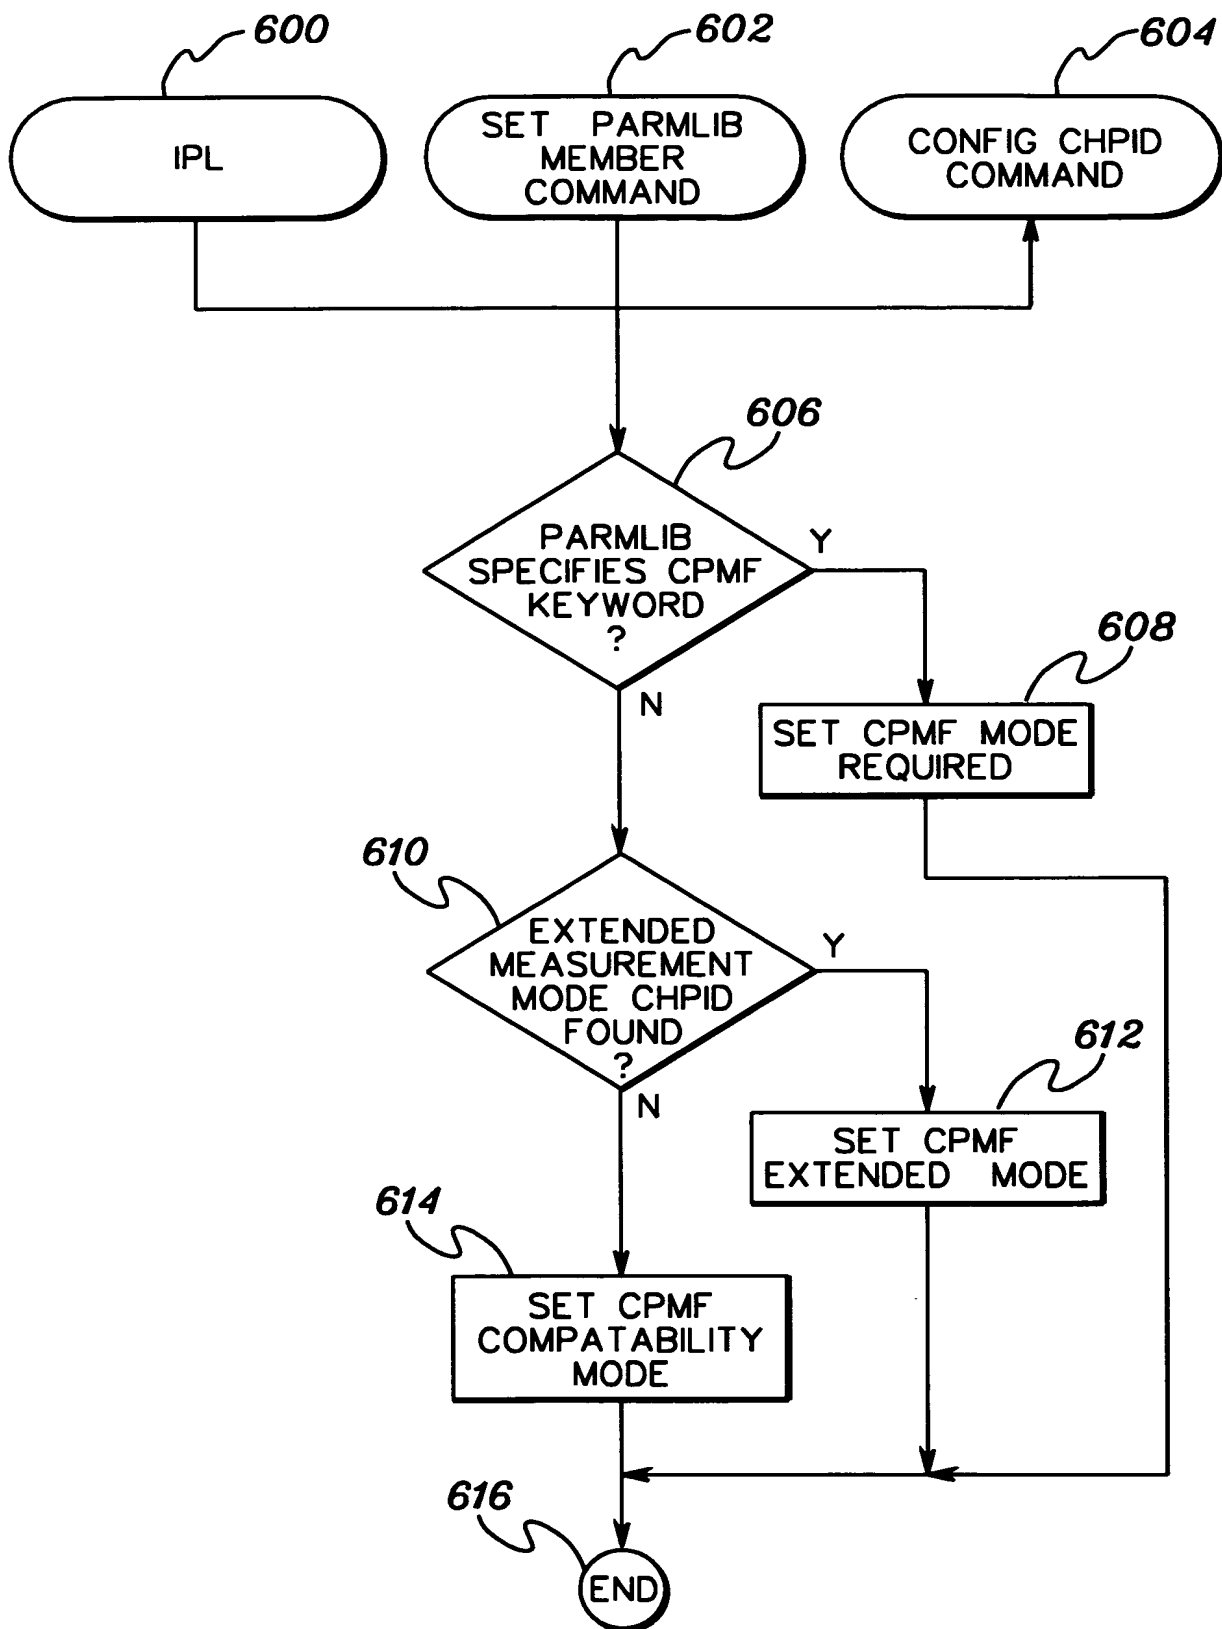 600
602
604
IPL
SET PARMLIB
MEMBER
COMMAND
CONFIG CHPID
COMMAND
606
PARMLIB
SPECIFIES CPMF
KEYWORD
?
Y
N
608
SET CPMF MODE
REQUIRED
610
EXTENDED
MEASUREMENT
MODE CHPID
FOUND
?
Y
N
612
SET CPMF
EXTENDED MODE
614
SET CPMF
COMPATABILITY
MODE
616
END